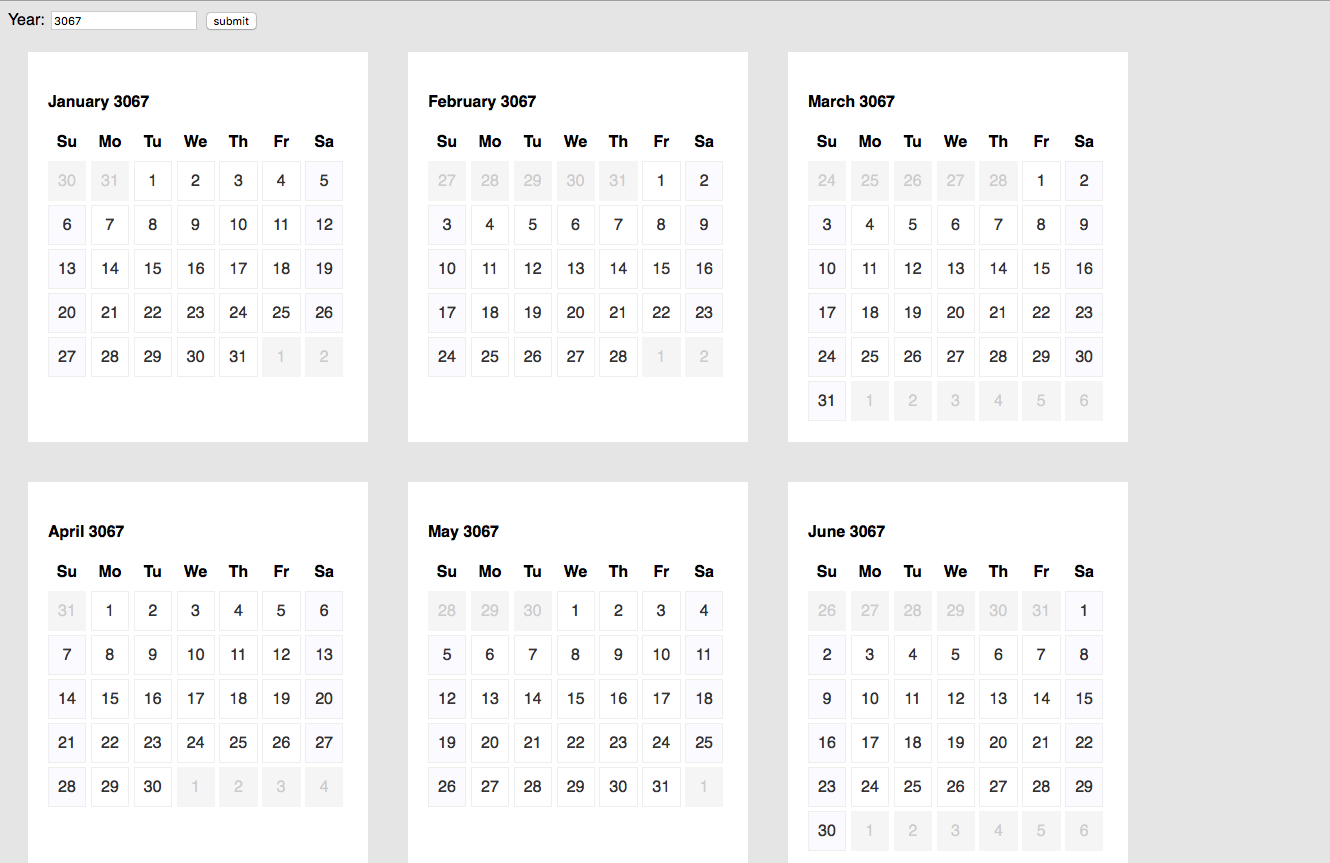 Year: 3067 submit
January 3067
Su Mo Tu We Th Fr Sa
30 31 1 2 3 4 5
6 7 8 9 10 11 12
13 14 15 16 17 18 19
20 21 22 23 24 25 26
27 28 29 30 31 1 2
February 3067
Su Mo Tu We Th Fr Sa
27 28 29 30 31 1 2
3 4 5 6 7 8 9
10 11 12 13 14 15 16
17 18 19 20 21 22 23
24 25 26 27 28 1 2
March 3067
Su Mo Tu We Th Fr Sa
24 25 26 27 28 1 2
3 4 5 6 7 8 9
10 11 12 13 14 15 16
17 18 19 20 21 22 23
24 25 26 27 28 29 30
31 1 2 3 4 5 6
April 3067
Su Mo Tu We Th Fr Sa
31 1 2 3 4 5 6
7 8 9 10 11 12 13
14 15 16 17 18 19 20
21 22 23 24 25 26 27
28 29 30 1 2 3 4
May 3067
Su Mo Tu We Th Fr Sa
28 29 30 1 2 3 4
5 6 7 8 9 10 11
12 13 14 15 16 17 18
19 20 21 22 23 24 25
26 27 28 29 30 31 1
June 3067
Su Mo Tu We Th Fr Sa
26 27 28 29 30 31 1
2 3 4 5 6 7 8
9 10 11 12 13 14 15
16 17 18 19 20 21 22
23 24 25 26 27 28 29
30 1 2 3 4 5 6